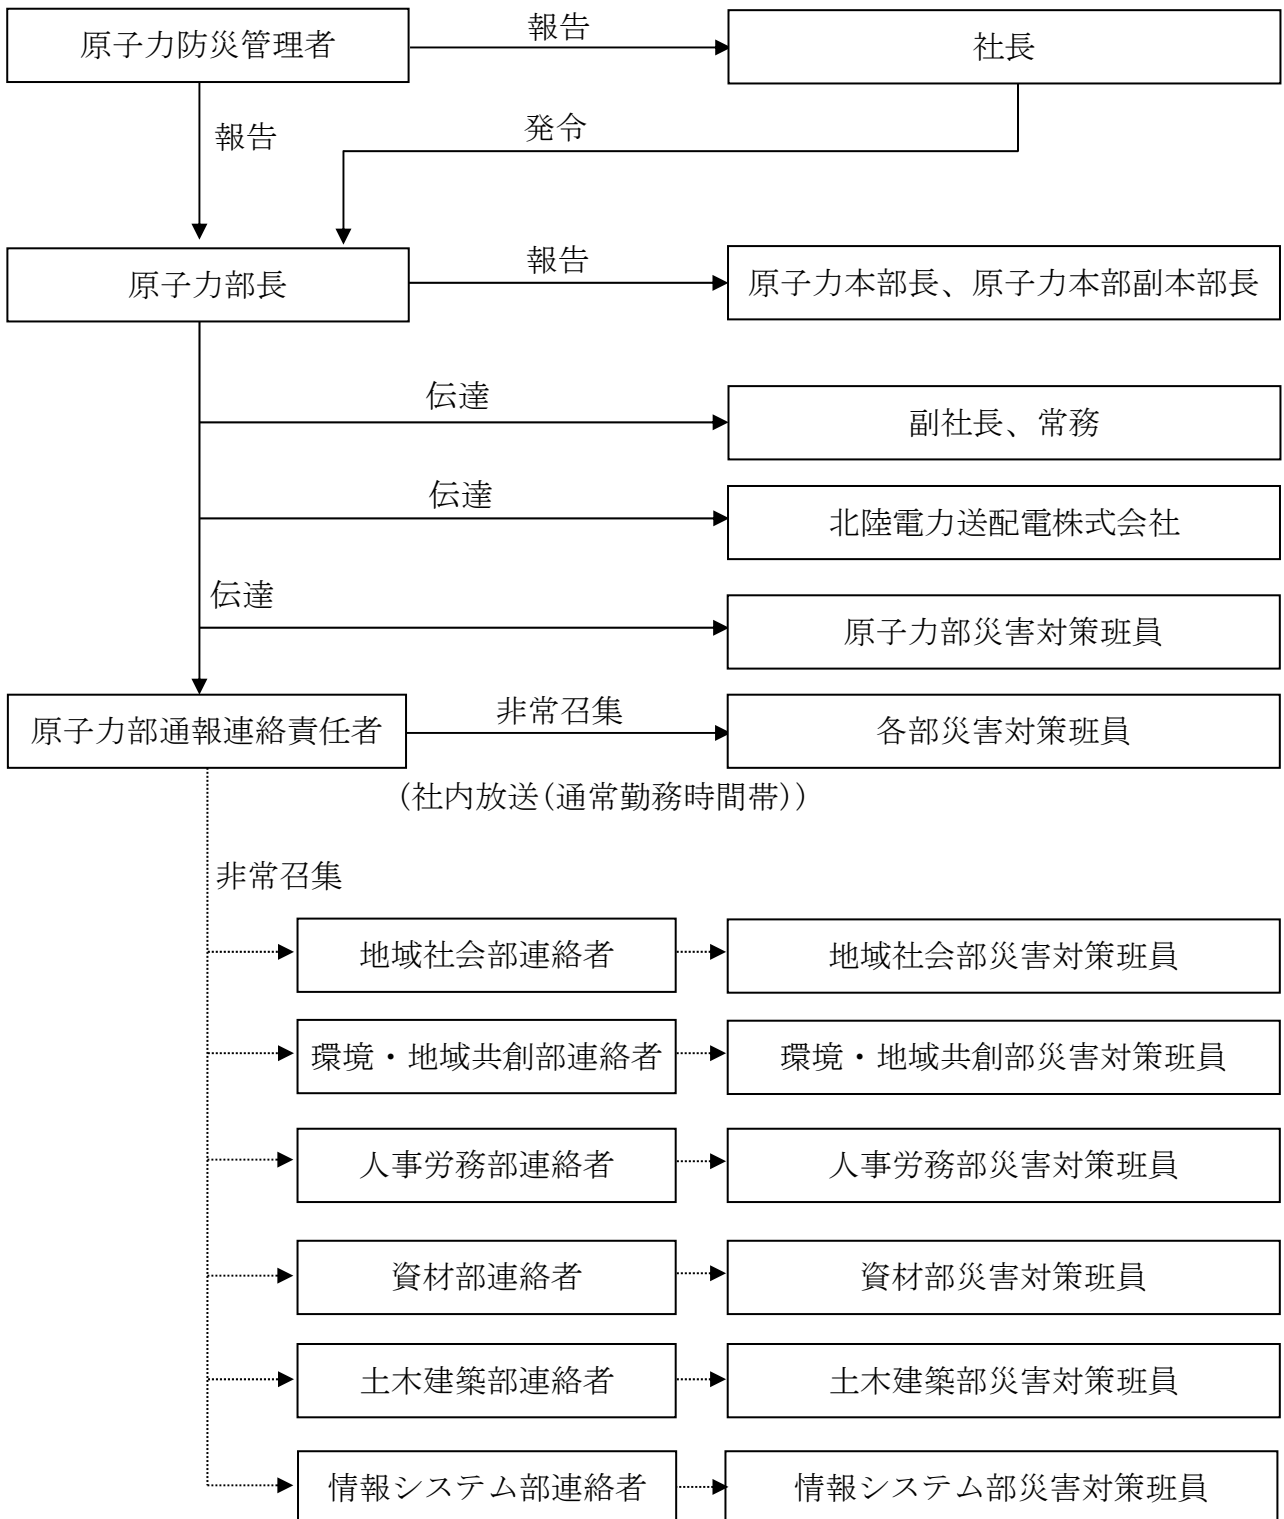 原子力防災管理者
報告
社長
報告
発令
原子力部長
報告
原子力本部長、原子力本部副本部長
伝達
副社長、常務
伝達
北陸電力送配電株式会社
伝達
原子力部災害対策班員
原子力部通報連絡責任者
非常召集
各部災害対策班員
(社内放送(通常勤務時間帯))
非常召集
地域社会部連絡者
地域社会部災害対策班員
環境・地域共創部連絡者
環境・地域共創部災害対策班員
人事労務部連絡者
人事労務部災害対策班員
資材部連絡者
資材部災害対策班員
土木建築部連絡者
土木建築部災害対策班員
情報システム部連絡者
情報システム部災害対策班員